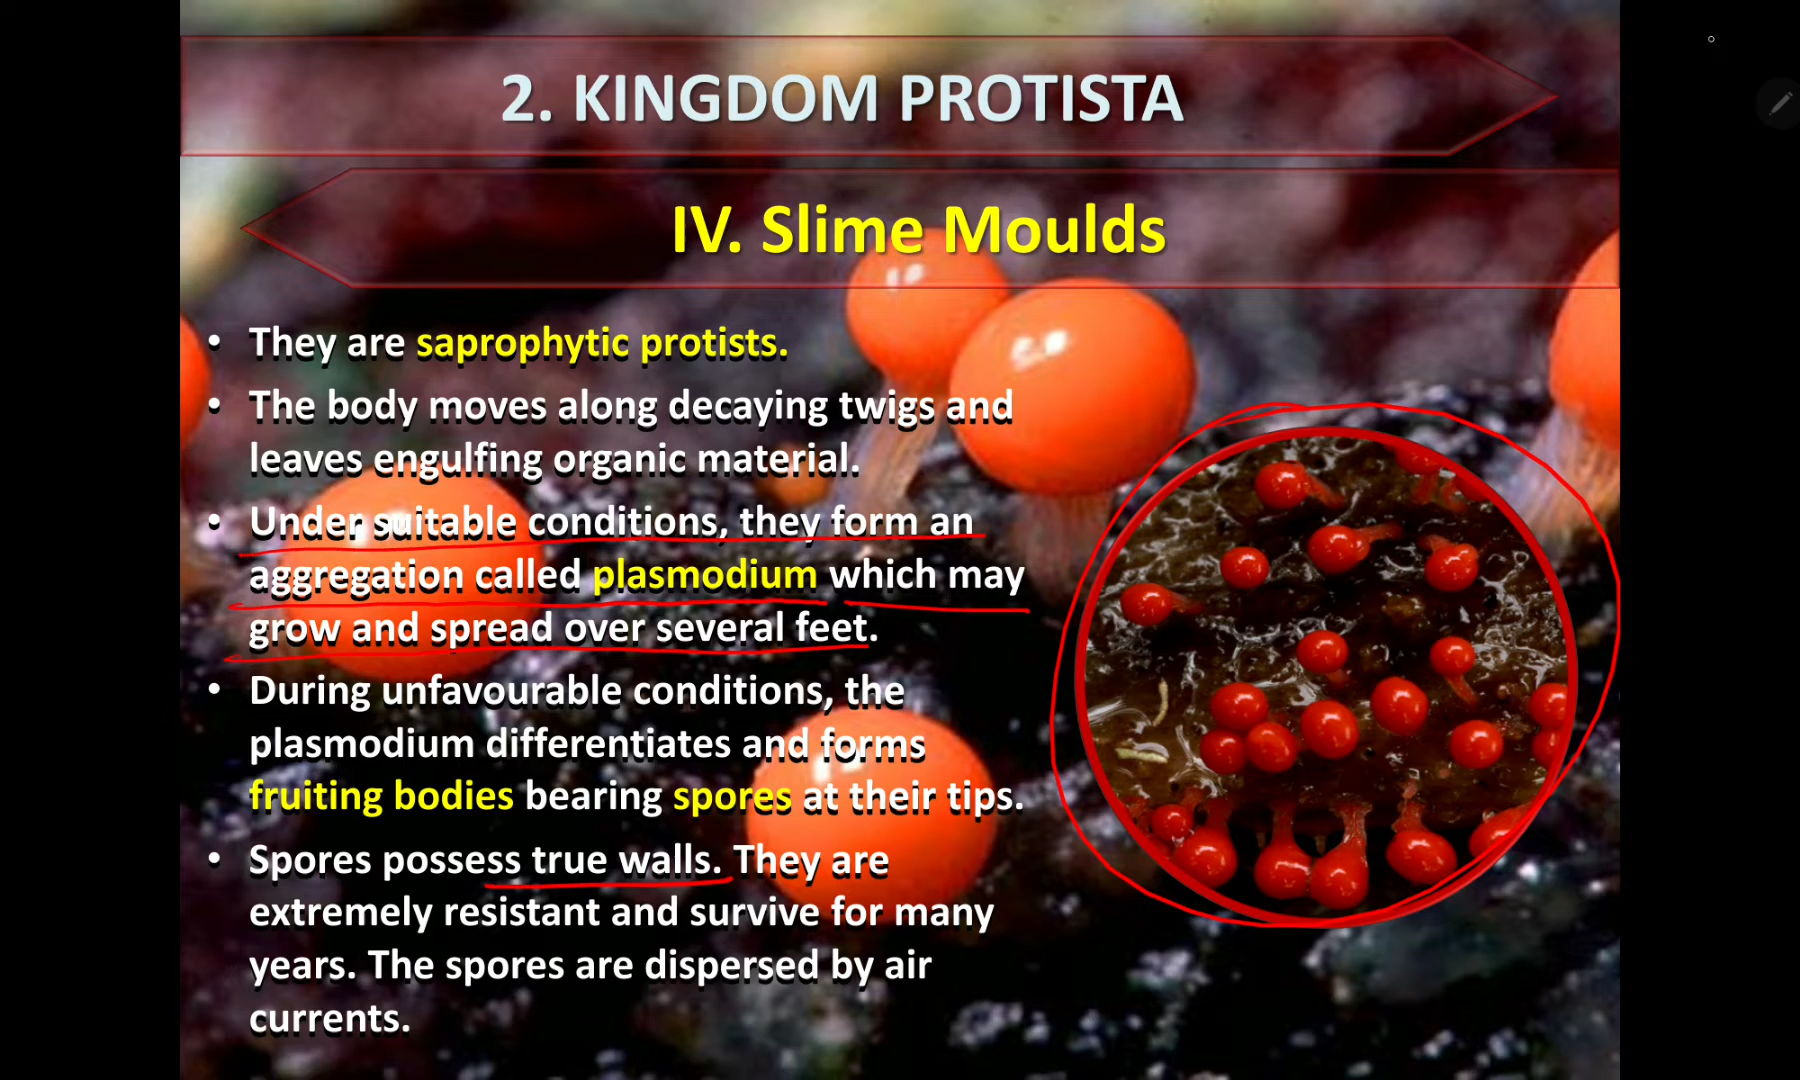 2. KINGDOM PROTISTA
IV. Slime Moulds
• They are saprophytic protists.
• The body moves along decaying twigs and
leaves engulfing organic material.
• Under suitable conditions, they form an
aggregation called plasmodium which may
grow and spread over several feet.
• During unfavourable conditions, the
plasmodium differentiates and forms
fruiting bodies bearing spores at their tips.
• Spores possess true walls. They are
extremely resistant and survive for many
years. The spores are dispersed by air
currents.